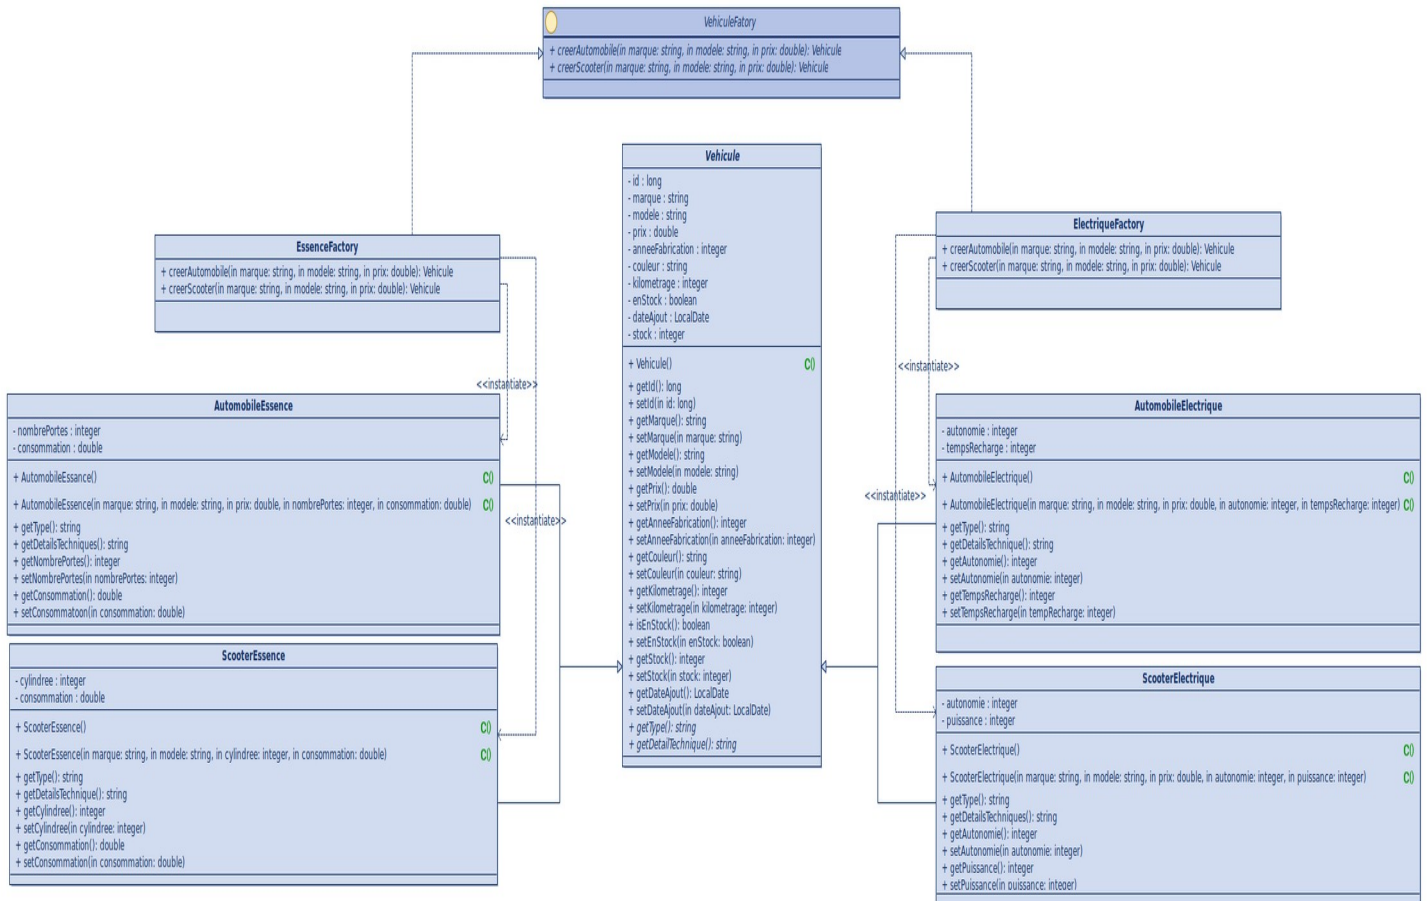 VehiculeFatory
+ creerAutomobile(in marque: string, in modele: string, in prix: double): Vehicule
+ creerScooter(in marque: string, in modele: string, in prix: double): Vehicule
EssenceFactory
+ creerAutomobile(in marque: string, in modele: string, in prix: double): Vehicule
+ creerScooter(in marque: string, in modele: string, in prix: double): Vehicule
<<instantiate>>
<<instantiate>>
AutomobileEssence
- nombrePortes : integer
- consommation : double
+ AutomobileEssance() C()
+ AutomobileEssence(in marque: string, in modele: string, in prix: double, in nombrePortes: integer, in consommation: double) C()
+ getType(): string
+ getDetailsTechniques(): string
+ getNombrePortes(): integer
+ setNombrePortes(in nombrePortes: integer)
+ getConsommation(): double
+ setConsommatoon(in consommation: double)
ScooterEssence
- cylindree : integer
- consommation : double
+ ScooterEssence() C()
+ ScooterEssence(in marque: string, in modele: string, in cylindree: integer, in consommation: double) C()
+ getType(): string
+ getDetailsTechnique(): string
+ getCylindree(): integer
+ setCylindree(in cylindree: integer)
+ getConsommation(): double
+ setConsommation(in consommation: double)
Vehicule
- id : long
- marque : string
- modele : string
- prix : double
- anneeFabrication : integer
- couleur : string
- kilometrage : integer
- enStock : boolean
- dateAjout : LocalDate
- stock : integer
+ Vehicule() C()
+ getId(): long
+ setId(in id: long)
+ getMarque(): string
+ setMarque(in marque: string)
+ getModele(): string
+ setModele(in modele: string)
+ getPrix(): double
+ setPrix(in prix: double)
+ getAnneeFabrication(): integer
+ setAnneeFabrication(in anneeFabrication: integer)
+ getCouleur(): string
+ setCouleur(in couleur: string)
+ getKilometrage(): integer
+ setKilometrage(in kilometrage: integer)
+ isEnStock(): boolean
+ setEnStock(in enStock: boolean)
+ getStock(): integer
+ setStock(in stock: integer)
+ getDateAjout(): LocalDate
+ setDateAjout(in dateAjout: LocalDate)
+ getType(): string
+ getDetailTechnique(): string
ElectriqueFactory
+ creerAutomobile(in marque: string, in modele: string, in prix: double): Vehicule
+ creerScooter(in marque: string, in modele: string, in prix: double): Vehicule
<<instantiate>>
<<instantiate>>
AutomobileElectrique
- autonomie : integer
- tempsRecharge : integer
+ AutomobileElectrique() C()
+ AutomobileElectrique(in marque: string, in modele: string, in prix: double, in autonomie: integer, in tempsRecharge: integer) C()
+ getType(): string
+ getDetailsTechnique(): string
+ getAutonomie(): integer
+ setAutonomie(in autonomie: integer)
+ getTempsRecharge(): integer
+ setTempsRecharge(in tempRecharge: integer)
ScooterElectrique
- autonomie : integer
- puissance : integer
+ ScooterElectrique() C()
+ ScooterElectrique(in marque: string, in modele: string, in prix: double, in autonomie: integer, in puissance: integer) C()
+ getType(): string
+ getDetailsTechniques(): string
+ getAutonomie(): integer
+ setAutonomie(in autonomie: integer)
+ getPuissance(): integer
+ setPuissance(in puissance: integer)